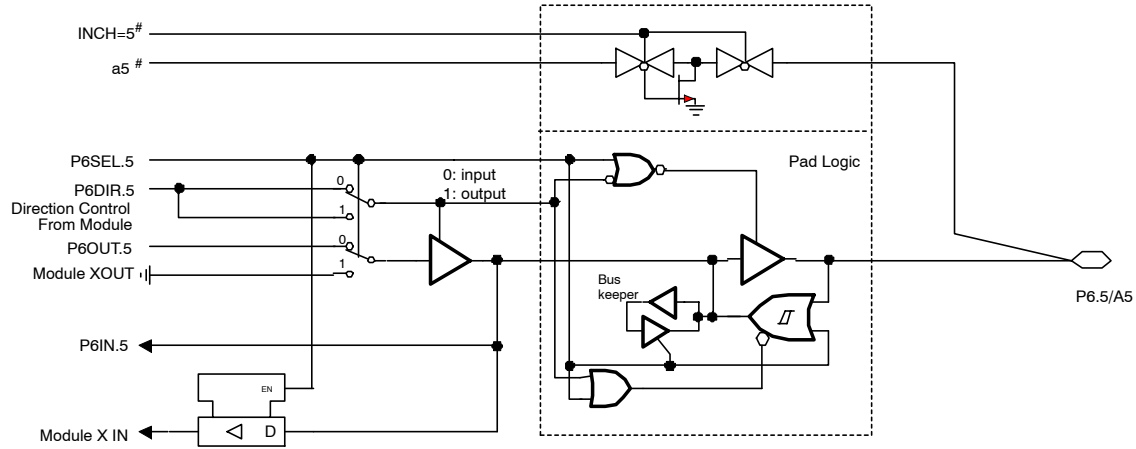 INCH=5#
a5 #
P6SEL.5
Pad Logic
0: input
1: output
P6DIR.5
0
Direction Control
From Module
1
P6OUT.5
0
Module XOUT
1
Bus
keeper
P6.5/A5
P6IN.5
EN
D
Module X IN